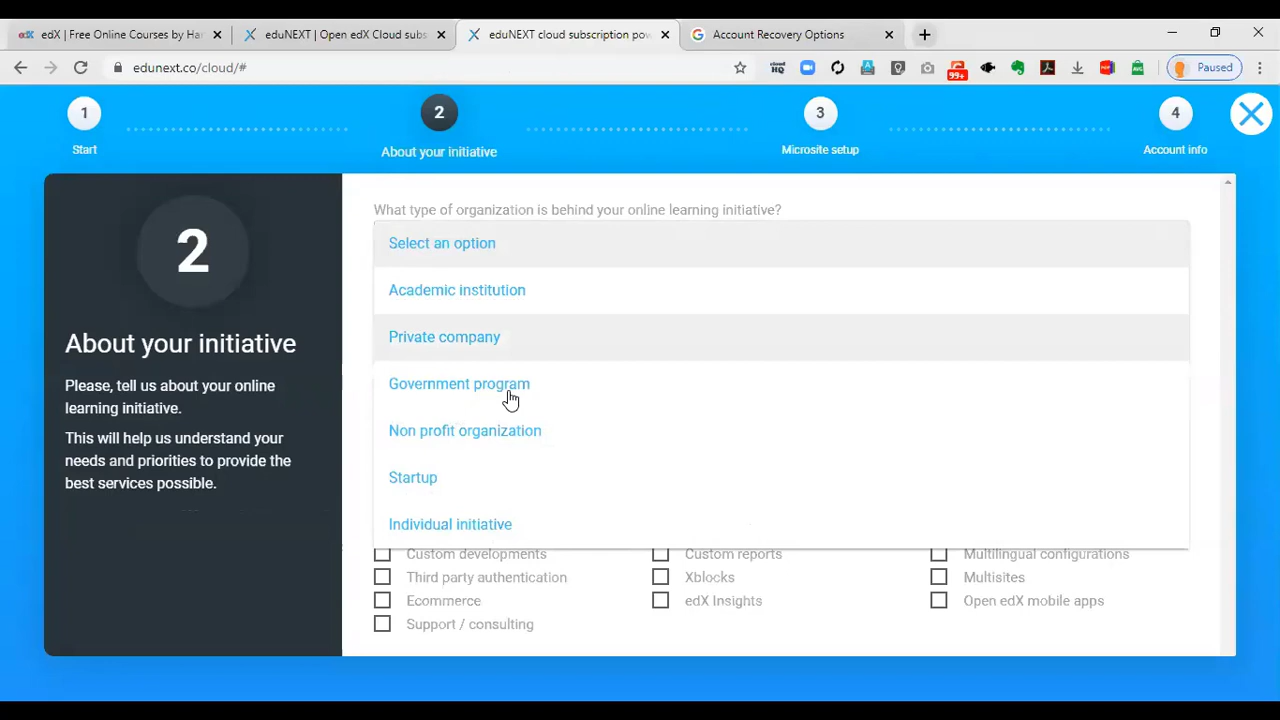 edX | Free Online Courses by Har
eduNEXT | Open edX Cloud subs
eduNEXT cloud subscription pow
Account Recovery Options
edunext.co/cloud/#
cloud HQ
99+
Paused
1
2
3
4
Start
About your initiative
Microsite setup
Account info
2
About your initiative
Please, tell us about your online
learning initiative.
This will help us understand your
needs and priorities to provide the
best services possible.
What type of organization is behind your online learning initiative?
Select an option
Academic institution
Private company
Government program
Non profit organization
Startup
Individual initiative
Custom developments
Custom reports
Multilingual configurations
Third party authentication
Xblocks
Multisites
Ecommerce
edX Insights
Open edX mobile apps
Support / consulting